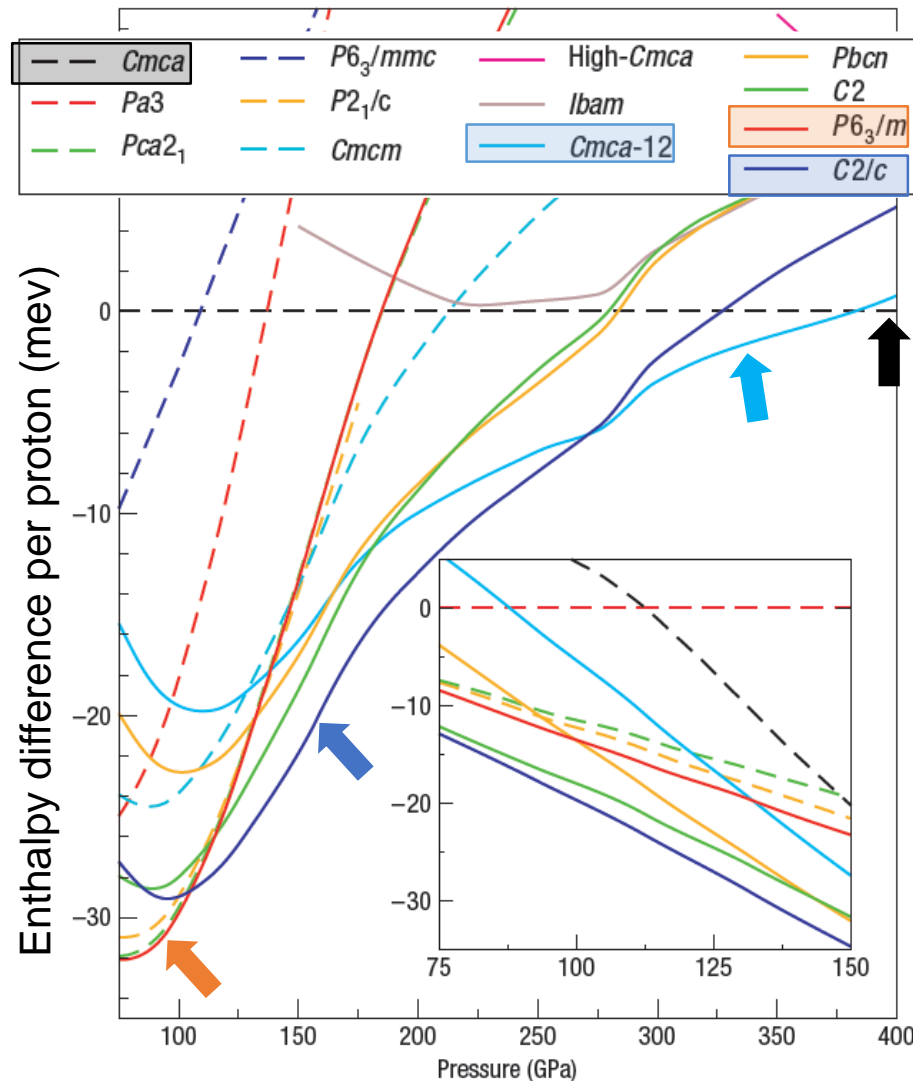 Cmca P6₃/mmc High-Cmca Pbcn
Pa3 P2₁/c Ibam C2
Pca2₁ Cmcm Cmca-12 P6₃/m
C2/c
Enthalpy difference per proton (mev)
0
−10
−20
−30
100 150 200 250 300 350 400
Pressure (GPa)
0
−10
−20
−30
75 100 125 150